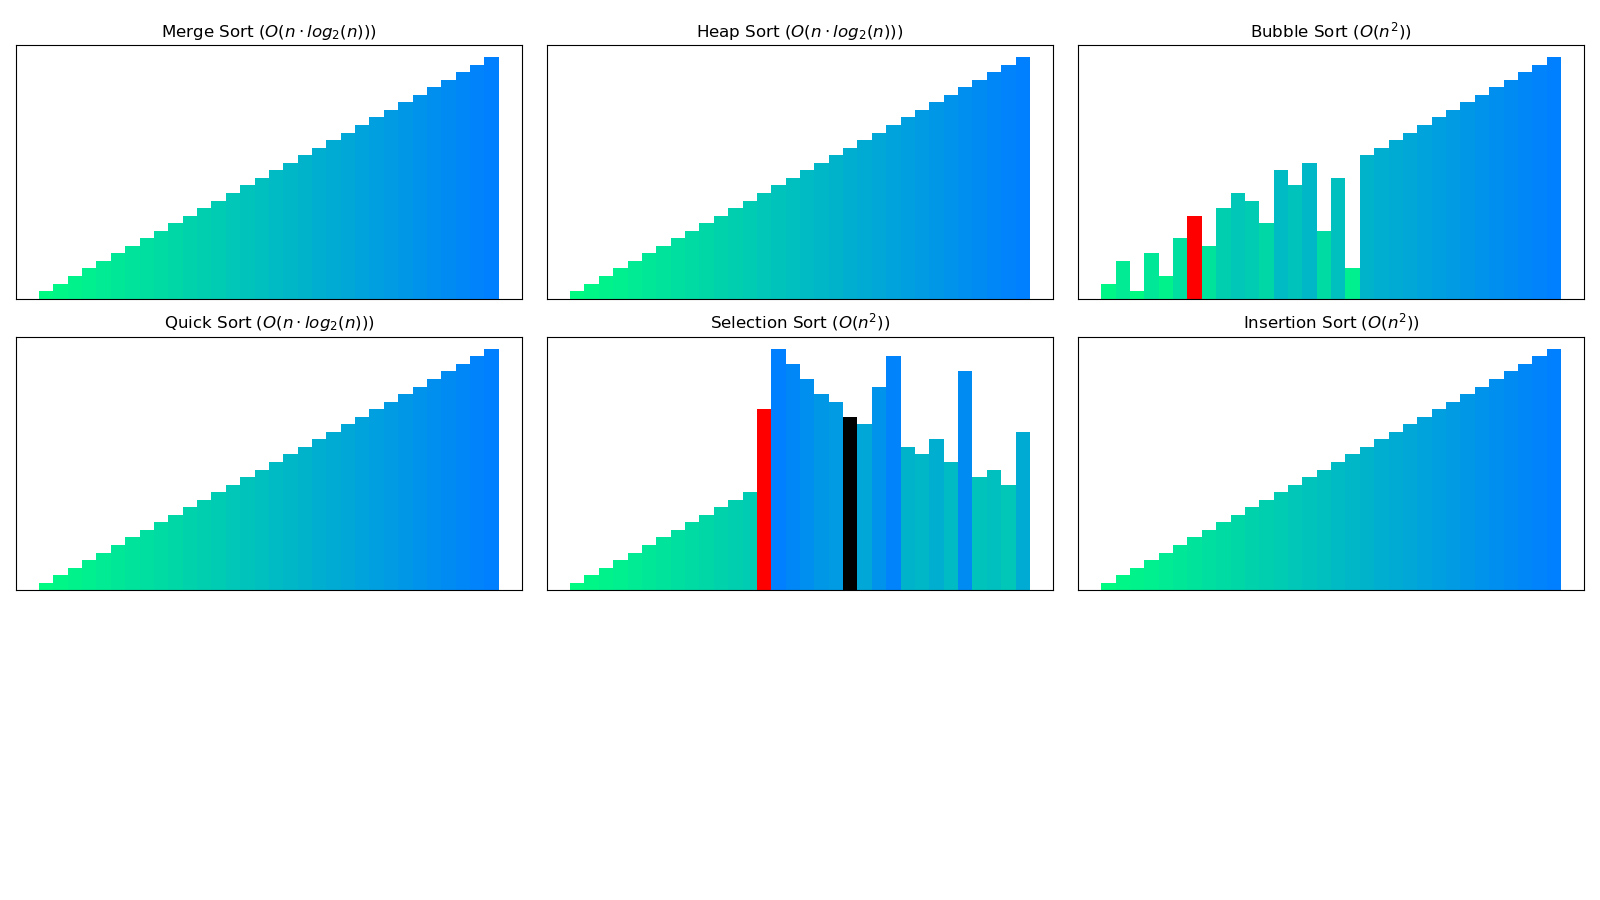 Merge Sort (O(n · log₂(n)))
Heap Sort (O(n · log₂(n)))
Bubble Sort (O(n²))
Quick Sort (O(n · log₂(n)))
Selection Sort (O(n²))
Insertion Sort (O(n²))